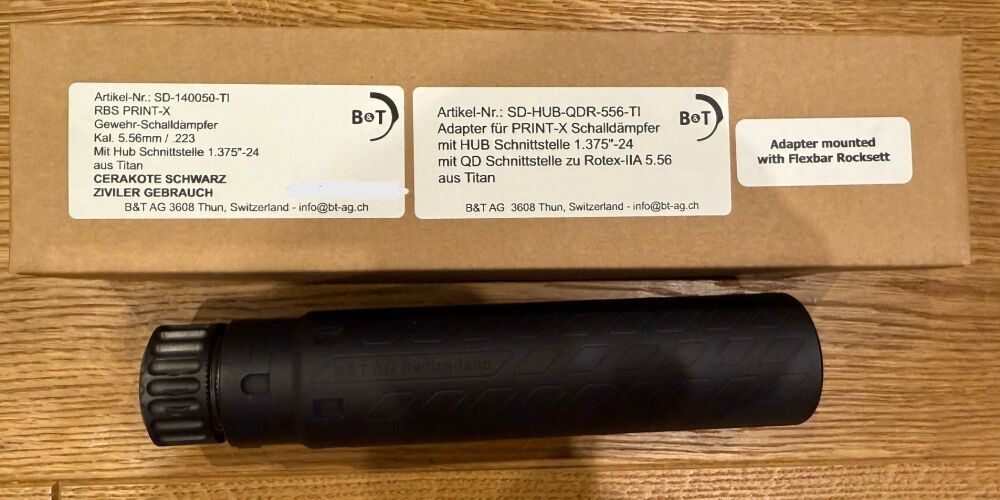 Artikel-Nr.: SD-140050-TI
RBS PRINT-X
Gewehr-Schalldämpfer
Kal. 5.56mm / .223
Mit Hub Schnittstelle 1.375"-24
aus Titan
CERAKOTE SCHWARZ
ZIVILER GEBRAUCH
B&T AG 3608 Thun, Switzerland - info@bt-ag.ch
B&T
Artikel-Nr.: SD-HUB-QDR-556-TI
Adapter für PRINT-X Schalldämpfer
mit HUB Schnittstelle 1.375"-24
mit QD Schnittstelle zu Rotex-IIA 5.56
aus Titan
B&T AG 3608 Thun, Switzerland - info@bt-ag.ch
B&T
Adapter mounted
with Flexbar Rocksett
B&T AG Switzerland